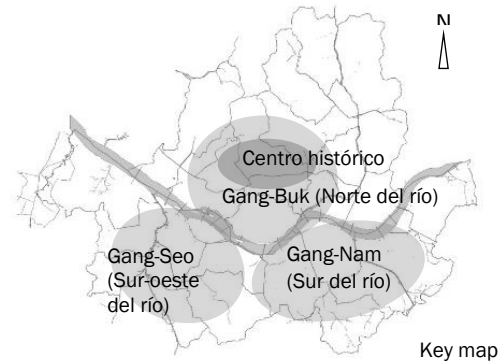 N
Centro histórico
Gang-Buk (Norte del río)
Gang-Seo
(Sur-oeste
del río)
Gang-Nam
(Sur del río)
Key map